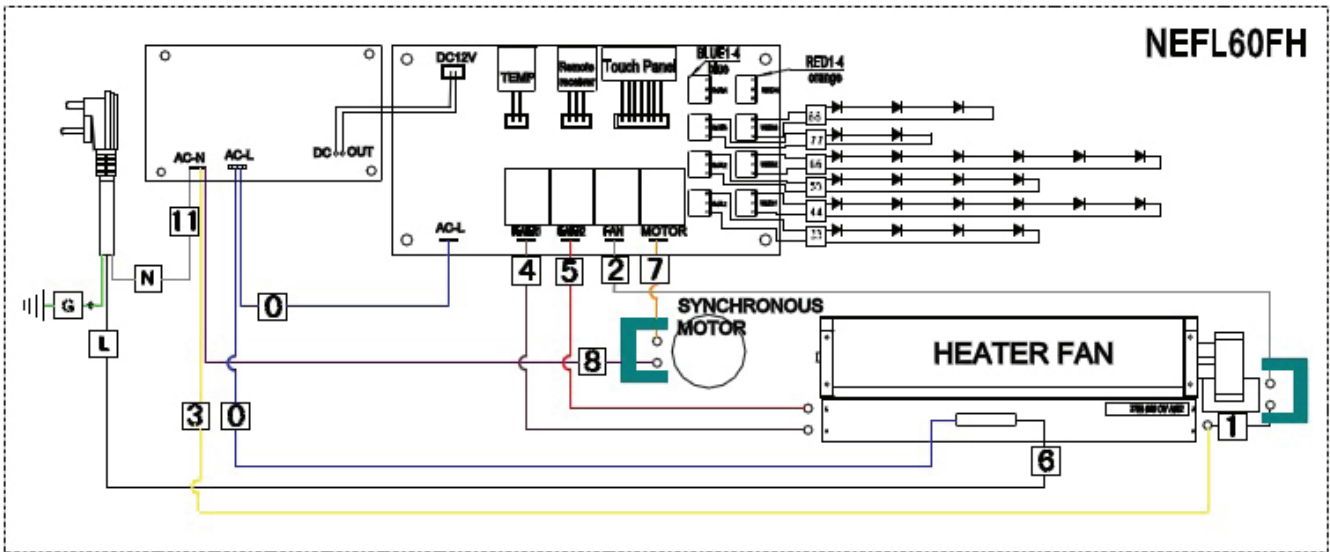 NEFL60FH
DC12V
TEMP
Remote
receiver
Touch Panel
BLUE1-4
blue
RED1-4
orange
AC-N
AC-L
DC
OUT
11
N
G
L
0
AC-L
FAN
MOTOR
4
5
2
7
66
77
66
55
44
33
SYNCHRONOUS
MOTOR
8
HEATER FAN
3
0
6
1